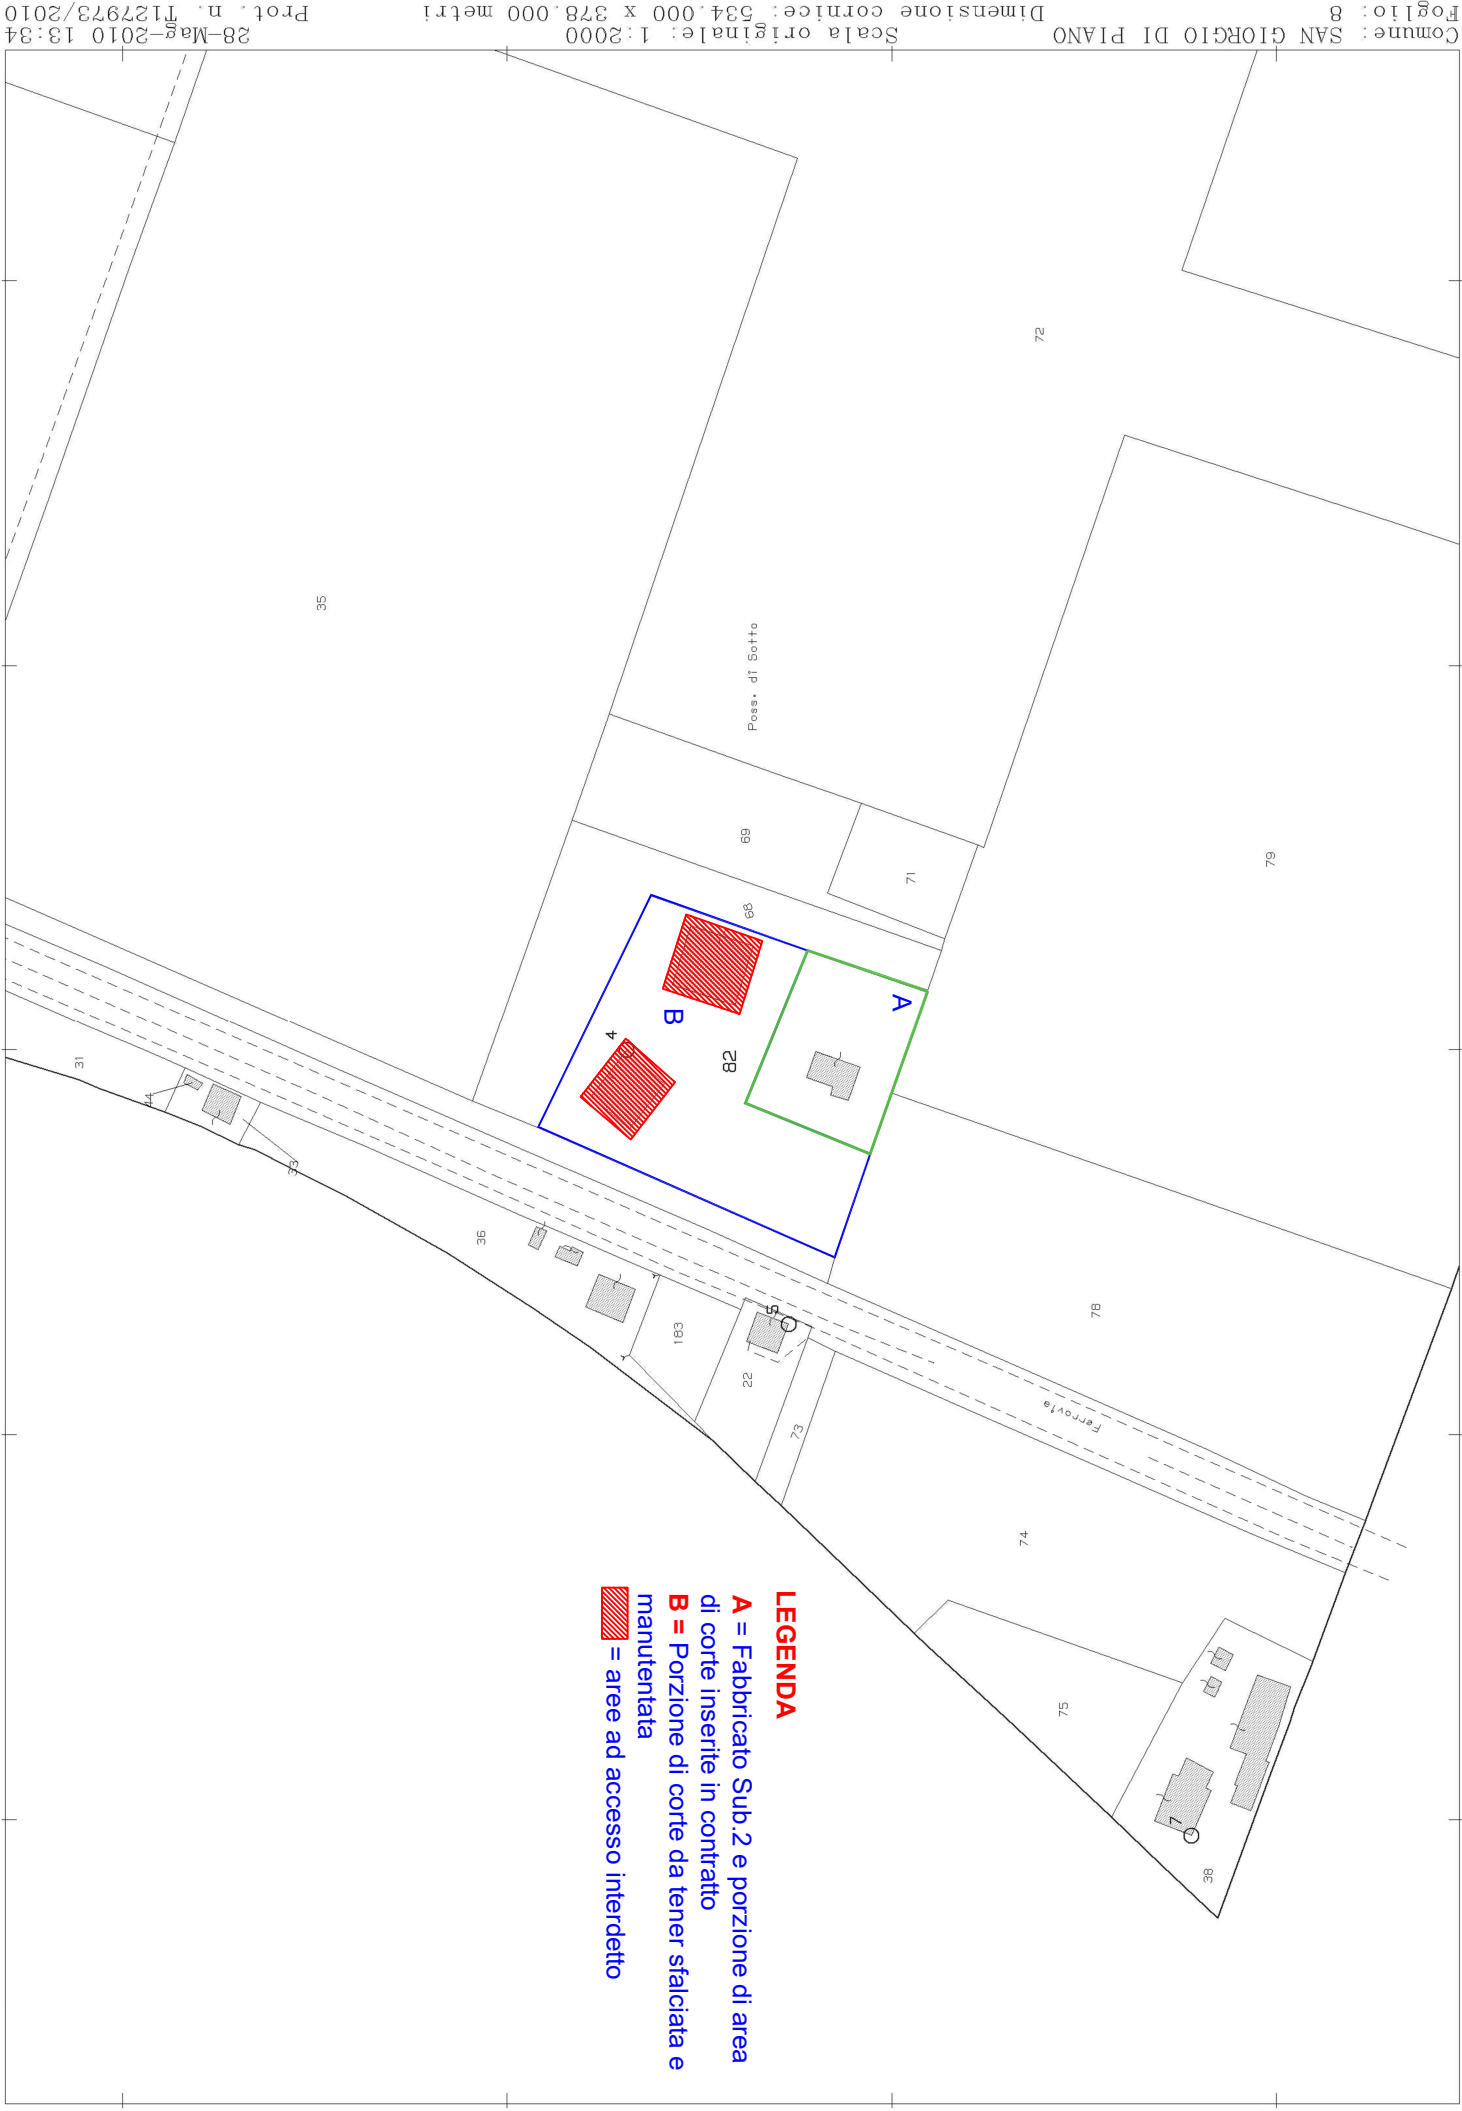 Comune: SAN GIORGIO DI PIANO
Foglio: 8
Scala originale: 1:2000
Dimensione cornice: 534.000 x 378.000 metri
28-Mag-2010 13:34
Prot. n. T127973/2010
72
35
Poss. di Sotto
79
69
71
68
A
B
4
82
31
44
33
36
183
5
22
73
78
Ferrovia
74
75
7
38
LEGENDA
A = Fabbricato Sub.2 e porzione di area
di corte inserite in contratto
B = Porzione di corte da tener sfalciata e
manutentata
= aree ad accesso interdetto